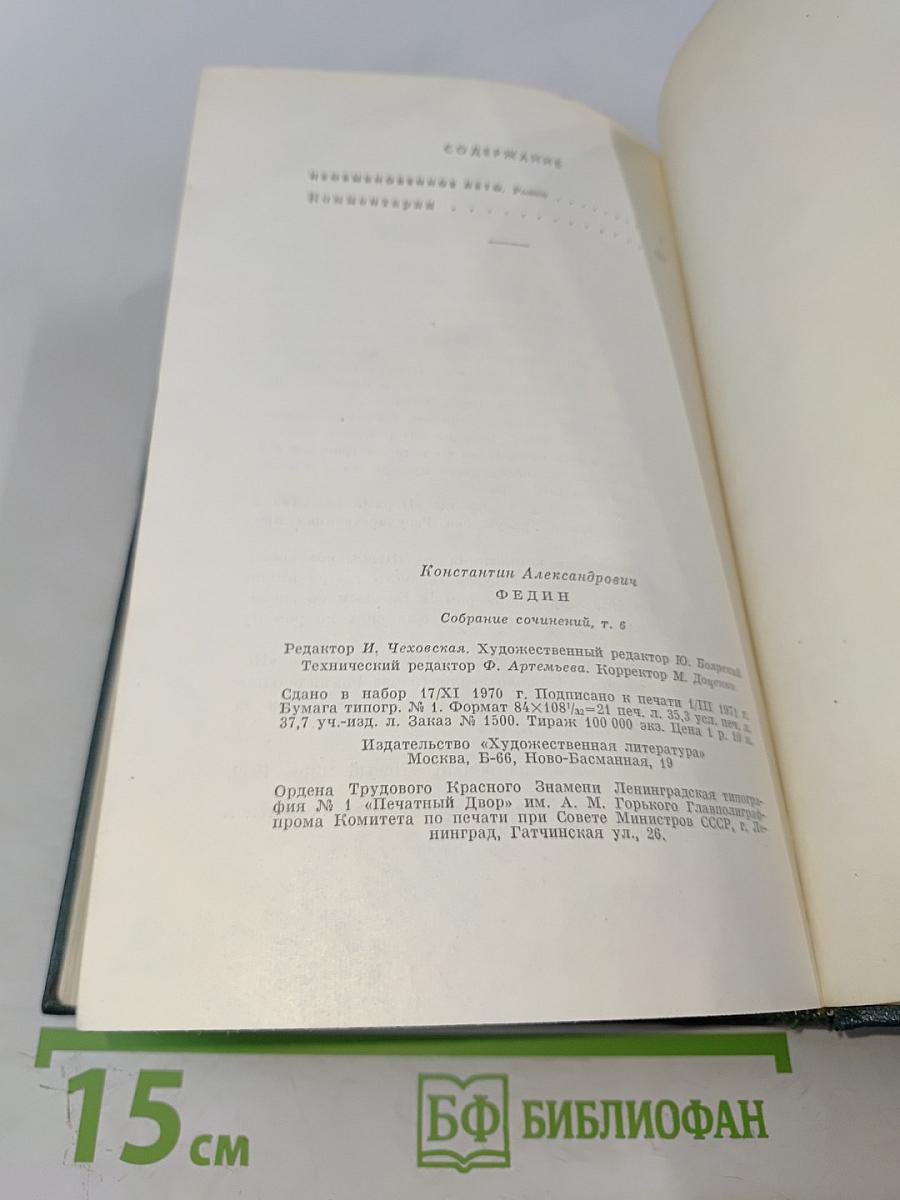 СОДЕРЖАНИЕ
НЕОБЫКНОВЕННОЕ ЛЕТО. Роман . . . . . .
Комментарии . . . . . . . . . . . .
Константин Александрович
ФЕДИН
Собрание сочинений, т. 6
Редактор И. Чеховская. Художественный редактор Ю. Боярский
Технический редактор Ф. Артемьева. Корректор М. Доценко
Сдано в набор 17/XI 1970 г. Подписано к печати 1/III 1971 г.
Бумага типогр. № 1. Формат 84×108¹/₃₂=21 печ. л. 35,3 усл. печ. л.
37,7 уч.-изд. л. Заказ № 1500. Тираж 100 000 экз. Цена 1 р. 19 к.
Издательство «Художественная литература»
Москва, Б-66, Ново-Басманная, 19
Ордена Трудового Красного Знамени Ленинградская типогра-
фия № 1 «Печатный Двор» им. А. М. Горького Главполиграф-
прома Комитета по печати при Совете Министров СССР, г. Ле-
нинград, Гатчинская ул., 26.
15 см
БФ БИБЛИОФАН